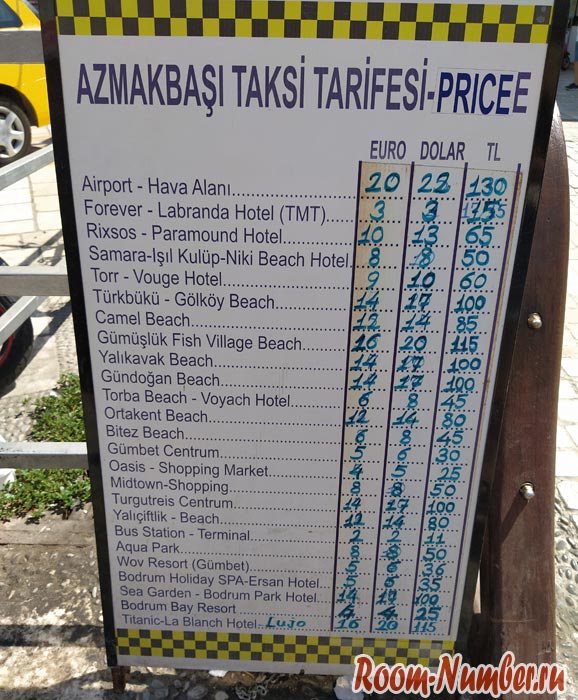 AZMAKBAŞI TAKSİ TARİFESİ-PRICEE
EURO DOLAR TL
Airport - Hava Alanı 20 22 130
Forever - Labranda Hotel (TMT) 3 3 15
Rixsos - Paramound Hotel 10 13 65
Samara-Işıl Kulüp-Niki Beach Hotel 8 8 50
Torr - Vouge Hotel 9 10 60
Türkbükü - Gölköy Beach 14 17 100
Camel Beach 12 14 85
Gümüşlük Fish Village Beach 16 20 115
Yalıkavak Beach 14 17 100
Gündoğan Beach 14 17 100
Torba Beach - Voyach Hotel 6 8 45
Ortakent Beach 12 14 80
Bitez Beach 6 8 45
Gümbet Centrum 5 6 30
Oasis - Shopping Market 4 5 25
Midtown-Shopping 8 8 50
Turgutreis Centrum 14 17 100
Yalıçiftlik - Beach 12 14 80
Bus Station - Terminal 2 2 11
Aqua Park 8 50
Wov Resort (Gümbet) 5 6 36
Bodrum Holiday SPA-Ersan Hotel 5 6 35
Sea Garden - Bodrum Park Hotel 14 17 100
Bodrum Bay Resort 4 25
Titanic-La Blanch Hotel Lujo 16 20 115
Room-Number.ru